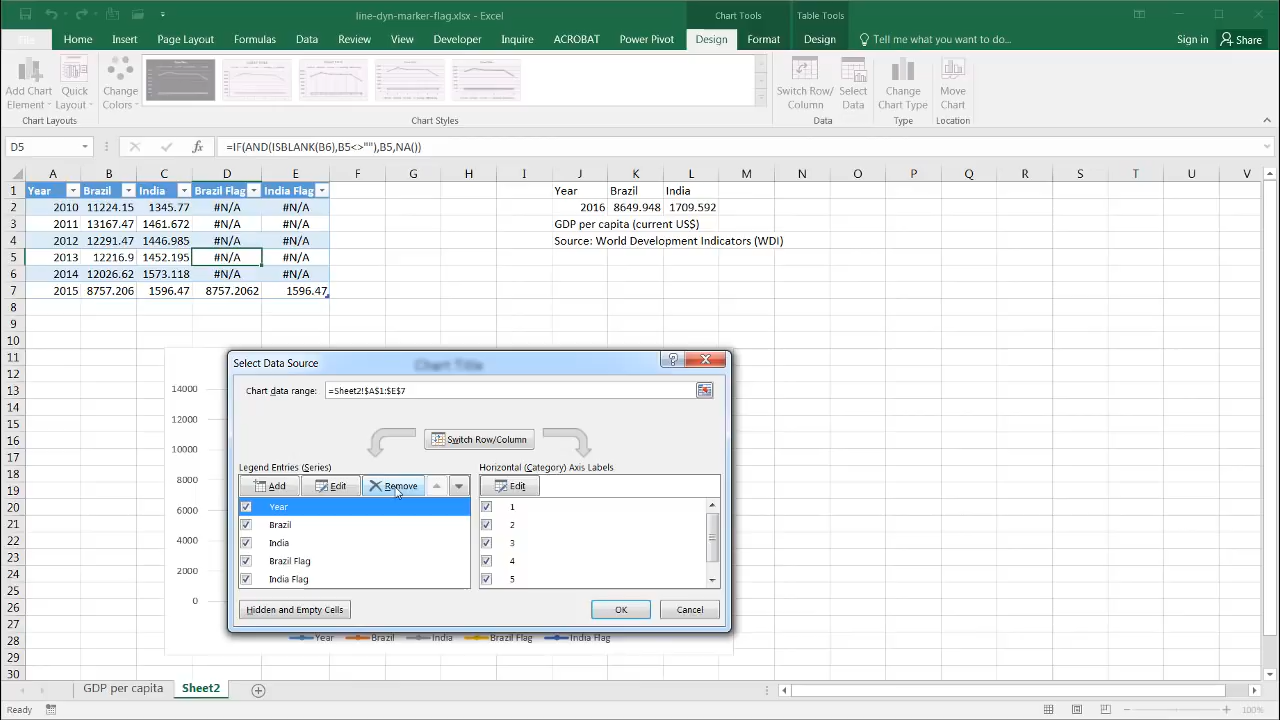 line-dyn-marker-flag.xlsx - Excel
Chart Tools
Table Tools
File
Home
Insert
Page Layout
Formulas
Data
Review
View
Developer
Inquire
ACROBAT
Power Pivot
Design
Format
Design
Tell me what you want to do...
Sign in
Share
Add Chart Element
Quick Layout
Change Colors
Switch Row/ Column
Select Data
Change Chart Type
Move Chart
Chart Layouts
Chart Styles
Data
Type
Location
D5
fx
=IF(AND(ISBLANK(B6),B5<>""),B5,NA())
A B C D E F G H I J K L M N O P Q R S T U V
1 Year Brazil India Brazil Flag India Flag Year Brazil India
2 2010 11224.15 1345.77 #N/A #N/A 2016 8649.948 1709.592
3 2011 13167.47 1461.672 #N/A #N/A GDP per capita (current US$)
4 2012 12291.47 1446.985 #N/A #N/A Source: World Development Indicators (WDI)
5 2013 12216.9 1452.195 #N/A #N/A
6 2014 12026.62 1573.118 #N/A #N/A
7 2015 8757.206 1596.47 8757.2062 1596.47
8
9
10
11
12
13
14
15
16
17
18
19
20
21
22
23
24
25
26
27
28
29
30
Chart Title
14000
12000
10000
8000
6000
4000
2000
0
Select Data Source
Chart data range:
=Sheet2!$A$1:$E$7
Switch Row/Column
Legend Entries (Series)
Add
Edit
Remove
Year
Brazil
India
Brazil Flag
India Flag
Horizontal (Category) Axis Labels
Edit
1
2
3
4
5
Hidden and Empty Cells
OK
Cancel
Year Brazil India Brazil Flag India Flag
GDP per capita
Sheet2
Ready
100%